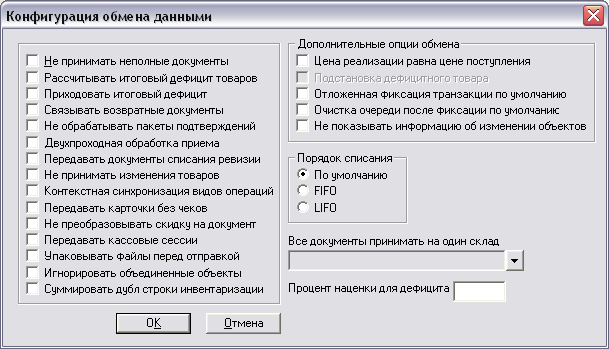 Конфигурация обмена данными
Не принимать неполные документы
Рассчитывать итоговый дефицит товаров
Приходовать итоговый дефицит
Связывать возвратные документы
Не обрабатывать пакеты подтверждений
Двухпроходная обработка приема
Передавать документы списания ревизии
Не принимать изменения товаров
Контекстная синхронизация видов операций
Передавать карточки без чеков
Не преобразовывать скидку на документ
Передавать кассовые сессии
Упаковывать файлы перед отправкой
Игнорировать объединенные объекты
Суммировать дубл строки инвентаризации
Дополнительные опции обмена
Цена реализации равна цене поступления
Подстановка дефицитного товара
Отложенная фиксация транзакции по умолчанию
Очистка очереди после фиксации по умолчанию
Не показывать информацию об изменении объектов
Порядок списания
По умолчанию
FIFO
LIFO
Все документы принимать на один склад
Процент наценки для дефицита
OK
Отмена